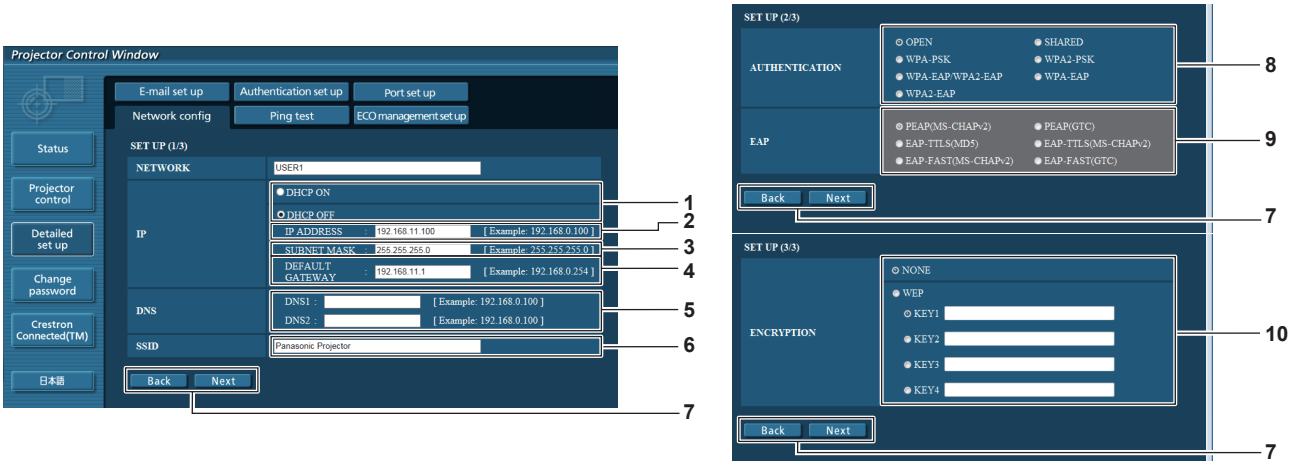 Projector Control Window
E-mail set up Authentication set up Port set up
Network config Ping test ECO management set up
Status
Projector control
Detailed set up
Change password
Crestron Connected(TM)
日本語
SET UP (1/3)
NETWORK USER1
IP
DHCP ON
DHCP OFF
1
IP ADDRESS : 192.168.11.100 [ Example: 192.168.0.100 ]
2
SUBNET MASK : 255.255.255.0 [ Example: 255.255.255.0 ]
3
DEFAULT GATEWAY : 192.168.11.1 [ Example: 192.168.0.254 ]
4
DNS
DNS1 : [ Example: 192.168.0.100 ]
DNS2 : [ Example: 192.168.0.100 ]
5
SSID Panasonic Projector
6
Back Next
7
SET UP (2/3)
AUTHENTICATION
OPEN SHARED
WPA-PSK WPA2-PSK
WPA-EAP/WPA2-EAP WPA-EAP
WPA2-EAP
8
EAP
PEAP(MS-CHAPv2) PEAP(GTC)
EAP-TTLS(MD5) EAP-TTLS(MS-CHAPv2)
EAP-FAST(MS-CHAPv2) EAP-FAST(GTC)
9
Back Next
7
SET UP (3/3)
ENCRYPTION
NONE
WEP
KEY1
KEY2
KEY3
KEY4
10
Back Next
7